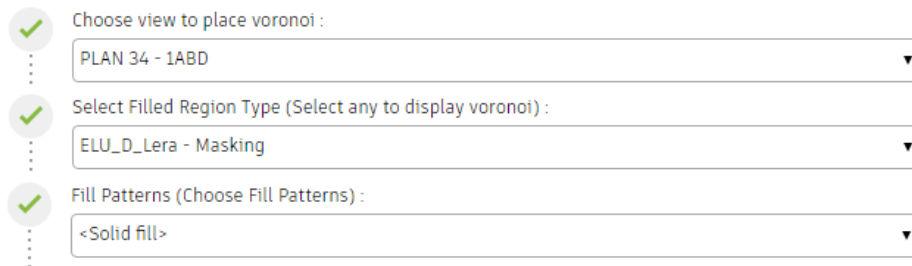 Choose view to place voronoi :
PLAN 34 - 1ABD
Select Filled Region Type (Select any to display voronoi) :
ELU_D_Lera - Masking
Fill Patterns (Choose Fill Patterns) :
<Solid fill>